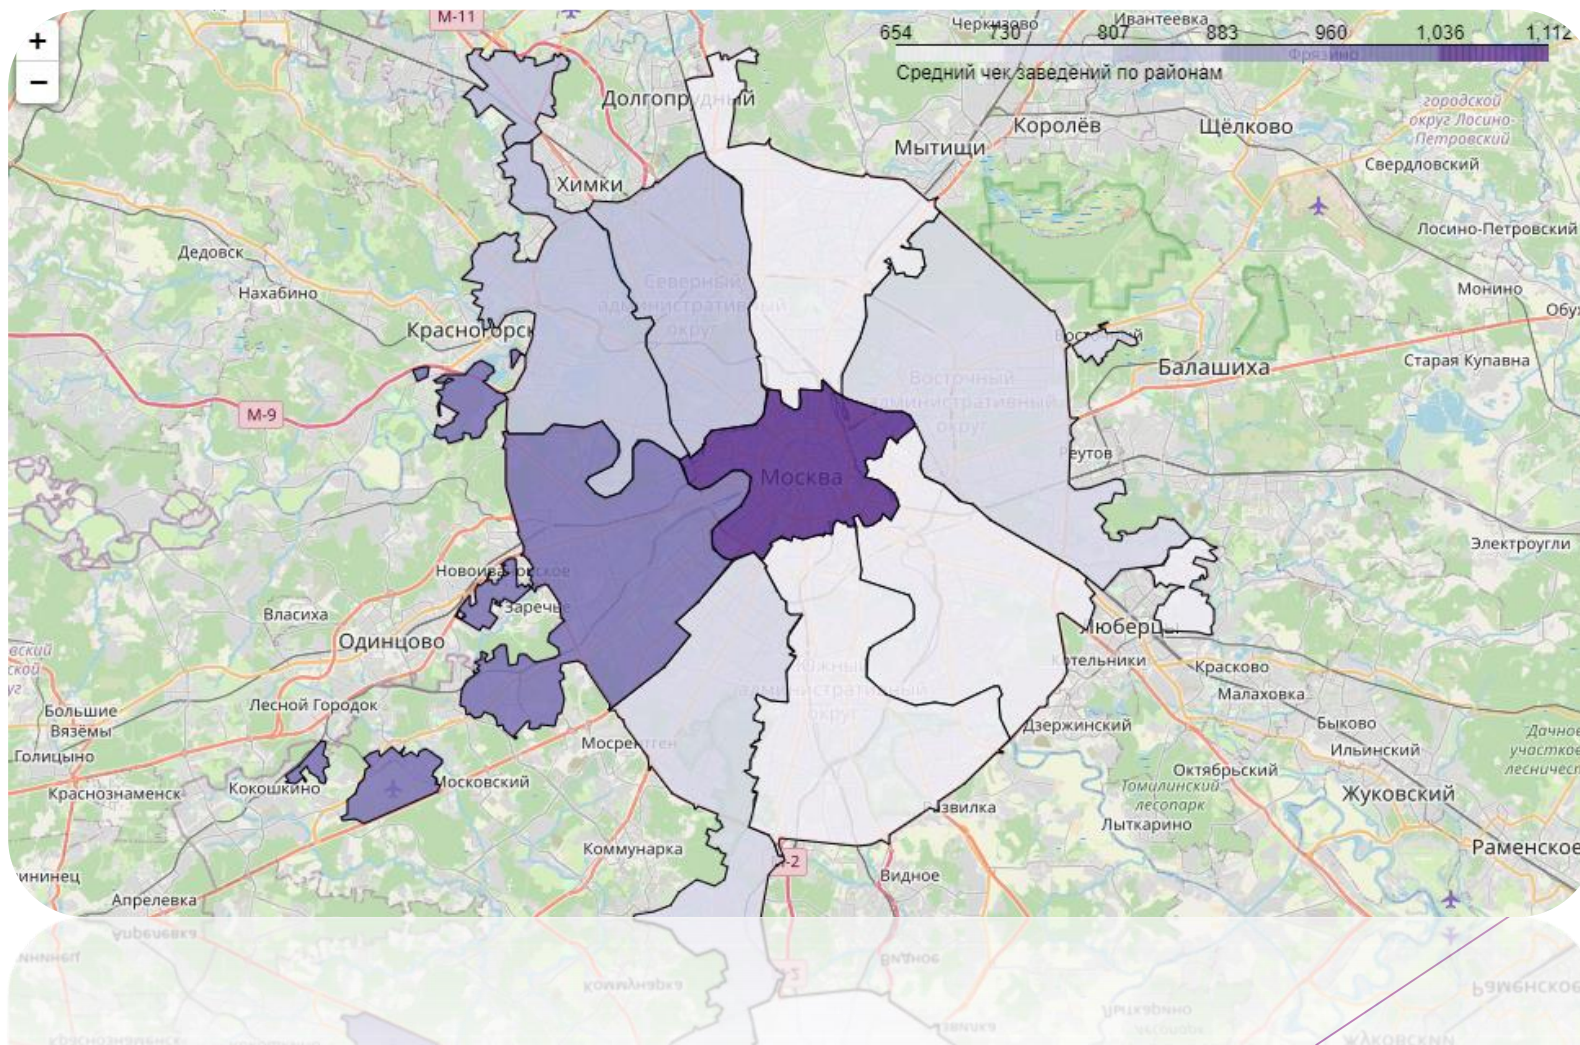 М-11
Черкизово
Ивантеевка
+
−
654
730
807
883
960
1,036
1,112
Фрязино
Средний чек заведений по районам
Долгопрудный
городской
округ Лосино-
Петровский
Королёв
Щёлково
Мытищи
Свердловский
Химки
Лосино-Петровский
Дедовск
Северный
административный
округ
Нахабино
Монино
Красногорск
Восточный
Старая Купавна
Балашиха
Восточный
административный
округ
М-9
Реутов
Москва
Электроугли
Новоивановское
Заречье
Власиха
Одинцово
Люберцы
Котельники
Красково
Малаховка
Южный
административный
округ
Лесной Городок
Большие
Вязёмы
Дзержинский
Быково
Мосрентген
Ильинский
Голицыно
Октябрьский
Московский
Кокошкино
Краснознаменск
Томилинский
лесопарк
Жуковский
Лыткарино
Коммунарка
Раменское
Видное
Апрелевка